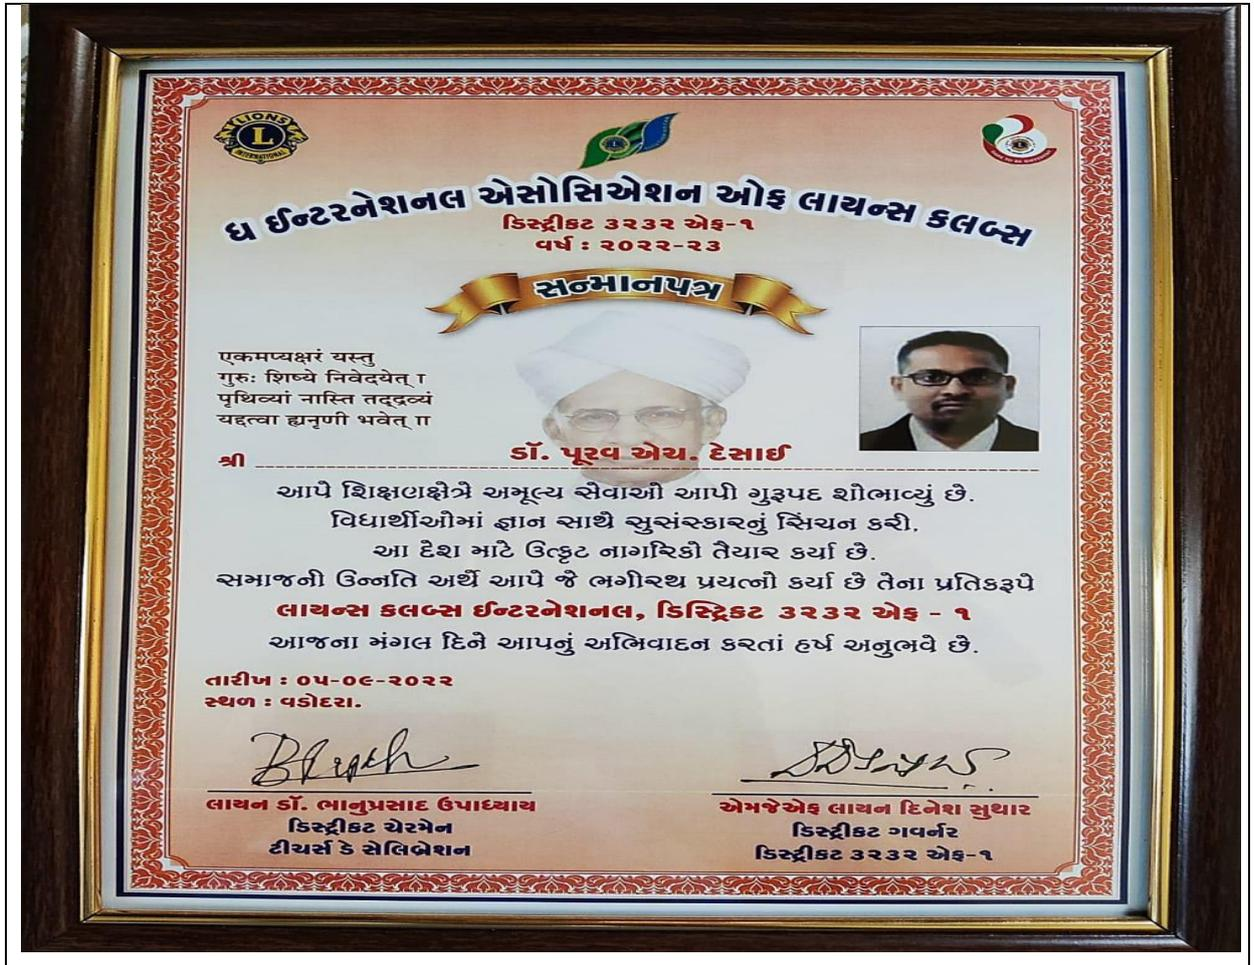 LIONS
L
INTERNATIONAL
ધ ઈન્ટરનેશનલ એસોસિએશન ઓફ લાયન્સ ક્લબ્સ
ડિસ્ટ્રીકટ ૩૨૩૨ એફ-૧
વર્ષ : ૨૦૨૨-૨૩
સન્માનપત્ર
एकमप्यक्षरं यस्तु
गुरुः शिष्ये निवेदयेत् ।
पृथिव्यां नास्ति तद्द्रव्यं
यद्दत्वा ह्यनृणी भवेत् ॥
શ્રી ડૉ. પૂરવ એચ. દેસાઈ
આપે શિક્ષણક્ષેત્રે અમૂલ્ય સેવાઓ આપી ગુરૂપદ શોભાવ્યું છે.
વિધાર્થીઓમાં જ્ઞાન સાથે સુસંસ્કારનું સિંચન કરી,
આ દેશ માટે ઉત્કૃટ નાગરિકો તૈયાર કર્યા છે.
સમાજની ઉન્નતિ અર્થે આપે જે ભગીરથ પ્રયત્નો કર્યા છે તેના પ્રતિકરૂપે
લાયન્સ કલબ્સ ઈન્ટરનેશનલ, ડિસ્ટ્રિકટ ૩૨૩૨ એફ - ૧
આજના મંગલ દિને આપનું અભિવાદન કરતાં હર્ષ અનુભવે છે.
તારીખ : ૦૫-૦૯-૨૦૨૨
સ્થળ : વડોદરા.
લાયન ડૉ. ભાનુપ્રસાદ ઉપાધ્યાય
ડિસ્ટ્રીકટ ચેરમેન
ટીચર્સ ડે સેલિબ્રેશન
એમજેએફ લાયન દિનેશ સુથાર
ડિસ્ટ્રીકટ ગવર્નર
ડિસ્ટ્રીકટ ૩૨૩૨ એફ-૧